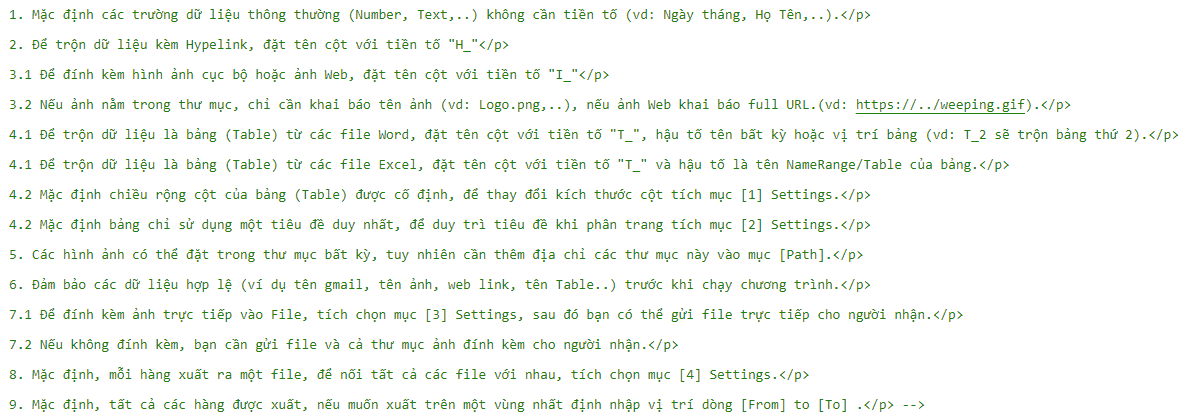 1. Mặc định các trường dữ liệu thông thường (Number, Text,..) không cần tiền tố (vd: Ngày tháng, Họ Tên,..).</p>
2. Để trộn dữ liệu kèm Hypelink, đặt tên cột với tiền tố "H_"</p>
3.1 Để đính kèm hình ảnh cục bộ hoặc ảnh Web, đặt tên cột với tiền tố "I_"</p>
3.2 Nếu ảnh nằm trong thư mục, chỉ cần khai báo tên ảnh (vd: Logo.png,..), nếu ảnh Web khai báo full URL.(vd: https://../weeping.gif).</p>
4.1 Để trộn dữ liệu là bảng (Table) từ các file Word, đặt tên cột với tiền tố "T_", hậu tố tên bất kỳ hoặc vị trí bảng (vd: T_2 sẽ trộn bảng thứ 2).</p>
4.1 Để trộn dữ liệu là bảng (Table) từ các file Excel, đặt tên cột với tiền tố "T_" và hậu tố là tên NameRange/Table của bảng.</p>
4.2 Mặc định chiều rộng cột của bảng (Table) được cố định, để thay đổi kích thước cột tích mục [1] Settings.</p>
4.2 Mặc định bảng chỉ sử dụng một tiêu đề duy nhất, để duy trì tiêu đề khi phân trang tích mục [2] Settings.</p>
5. Các hình ảnh có thể đặt trong thư mục bất kỳ, tuy nhiên cần thêm địa chỉ các thư mục này vào mục [Path].</p>
6. Đảm bảo các dữ liệu hợp lệ (ví dụ tên gmail, tên ảnh, web link, tên Table..) trước khi chạy chương trình.</p>
7.1 Để đính kèm ảnh trực tiếp vào File, tích chọn mục [3] Settings, sau đó bạn có thể gửi file trực tiếp cho người nhận.</p>
7.2 Nếu không đính kèm, bạn cần gửi file và cả thư mục ảnh đính kèm cho người nhận.</p>
8. Mặc định, mỗi hàng xuất ra một file, để nối tất cả các file với nhau, tích chọn mục [4] Settings.</p>
9. Mặc định, tất cả các hàng được xuất, nếu muốn xuất trên một vùng nhất định nhập vị trí dòng [From] to [To] .</p> -->